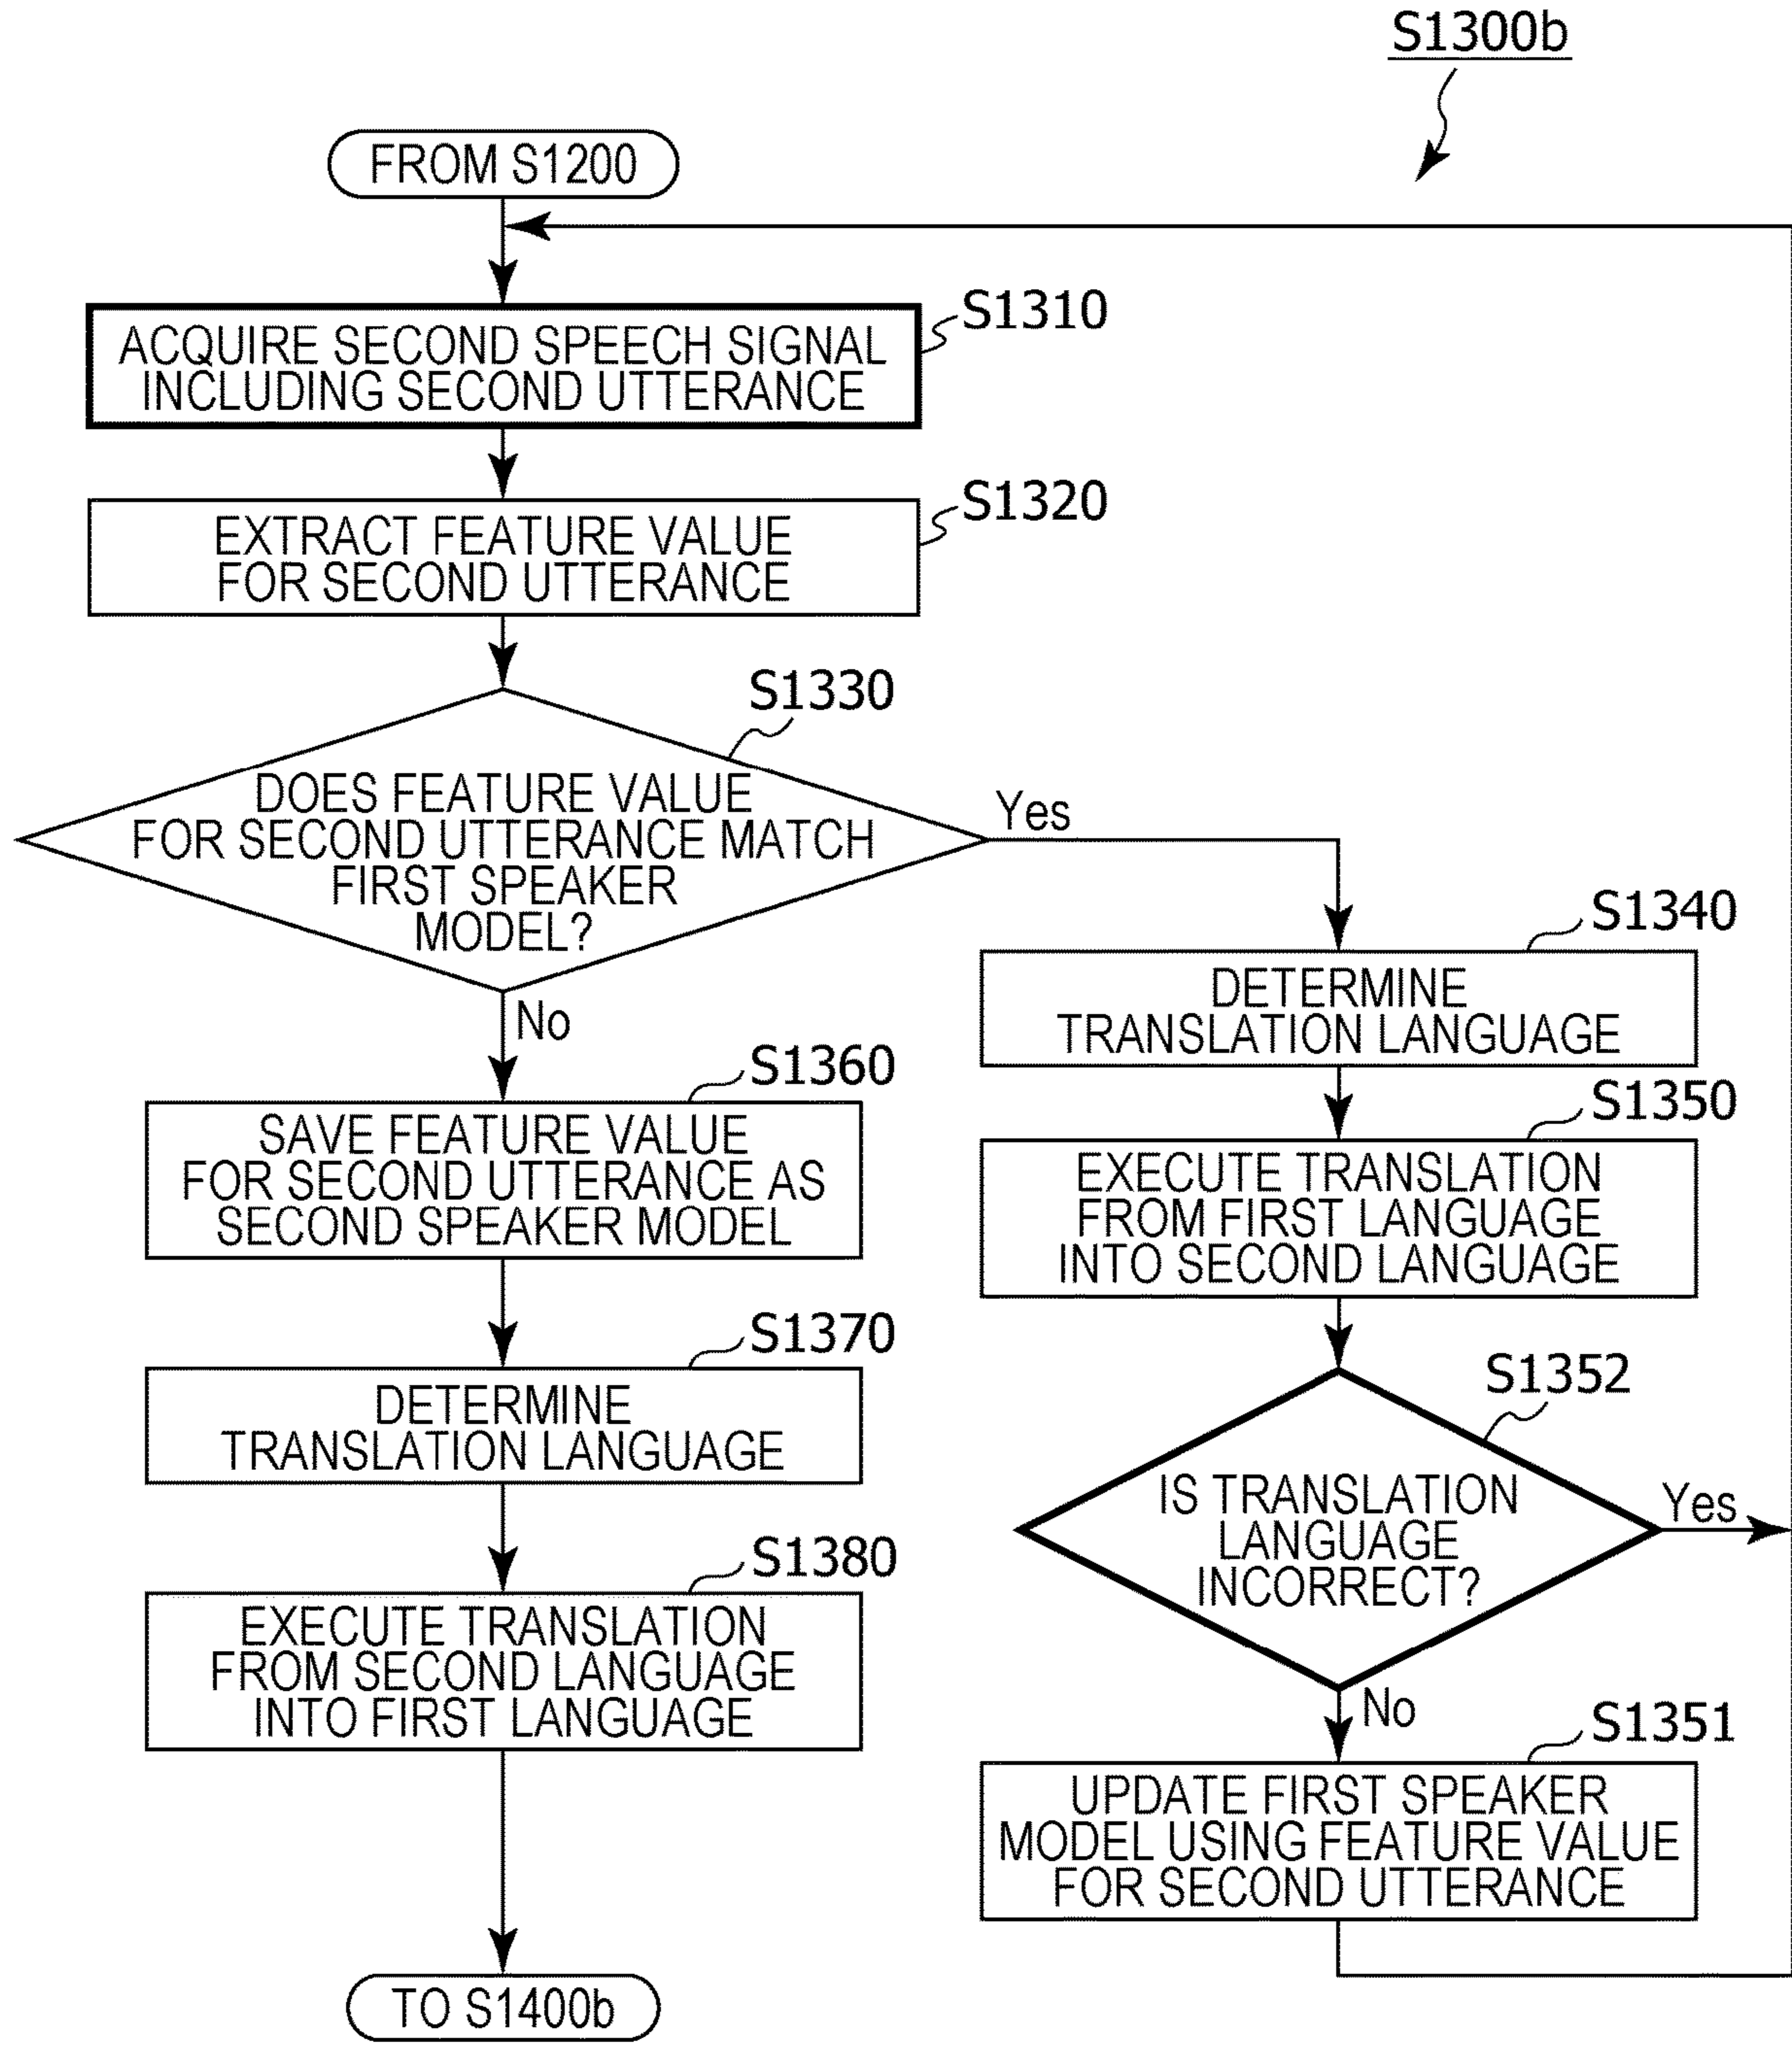 S1300b
FROM S1200
S1310
ACQUIRE SECOND SPEECH SIGNAL
INCLUDING SECOND UTTERANCE
S1320
EXTRACT FEATURE VALUE
FOR SECOND UTTERANCE
S1330
DOES FEATURE VALUE
FOR SECOND UTTERANCE MATCH
FIRST SPEAKER
MODEL?
Yes
No
S1340
DETERMINE
TRANSLATION LANGUAGE
S1350
EXECUTE TRANSLATION
FROM FIRST LANGUAGE
INTO SECOND LANGUAGE
S1352
IS TRANSLATION
LANGUAGE
INCORRECT?
Yes
No
S1351
UPDATE FIRST SPEAKER
MODEL USING FEATURE VALUE
FOR SECOND UTTERANCE
S1360
SAVE FEATURE VALUE
FOR SECOND UTTERANCE AS
SECOND SPEAKER MODEL
S1370
DETERMINE
TRANSLATION LANGUAGE
S1380
EXECUTE TRANSLATION
FROM SECOND LANGUAGE
INTO FIRST LANGUAGE
TO S1400b